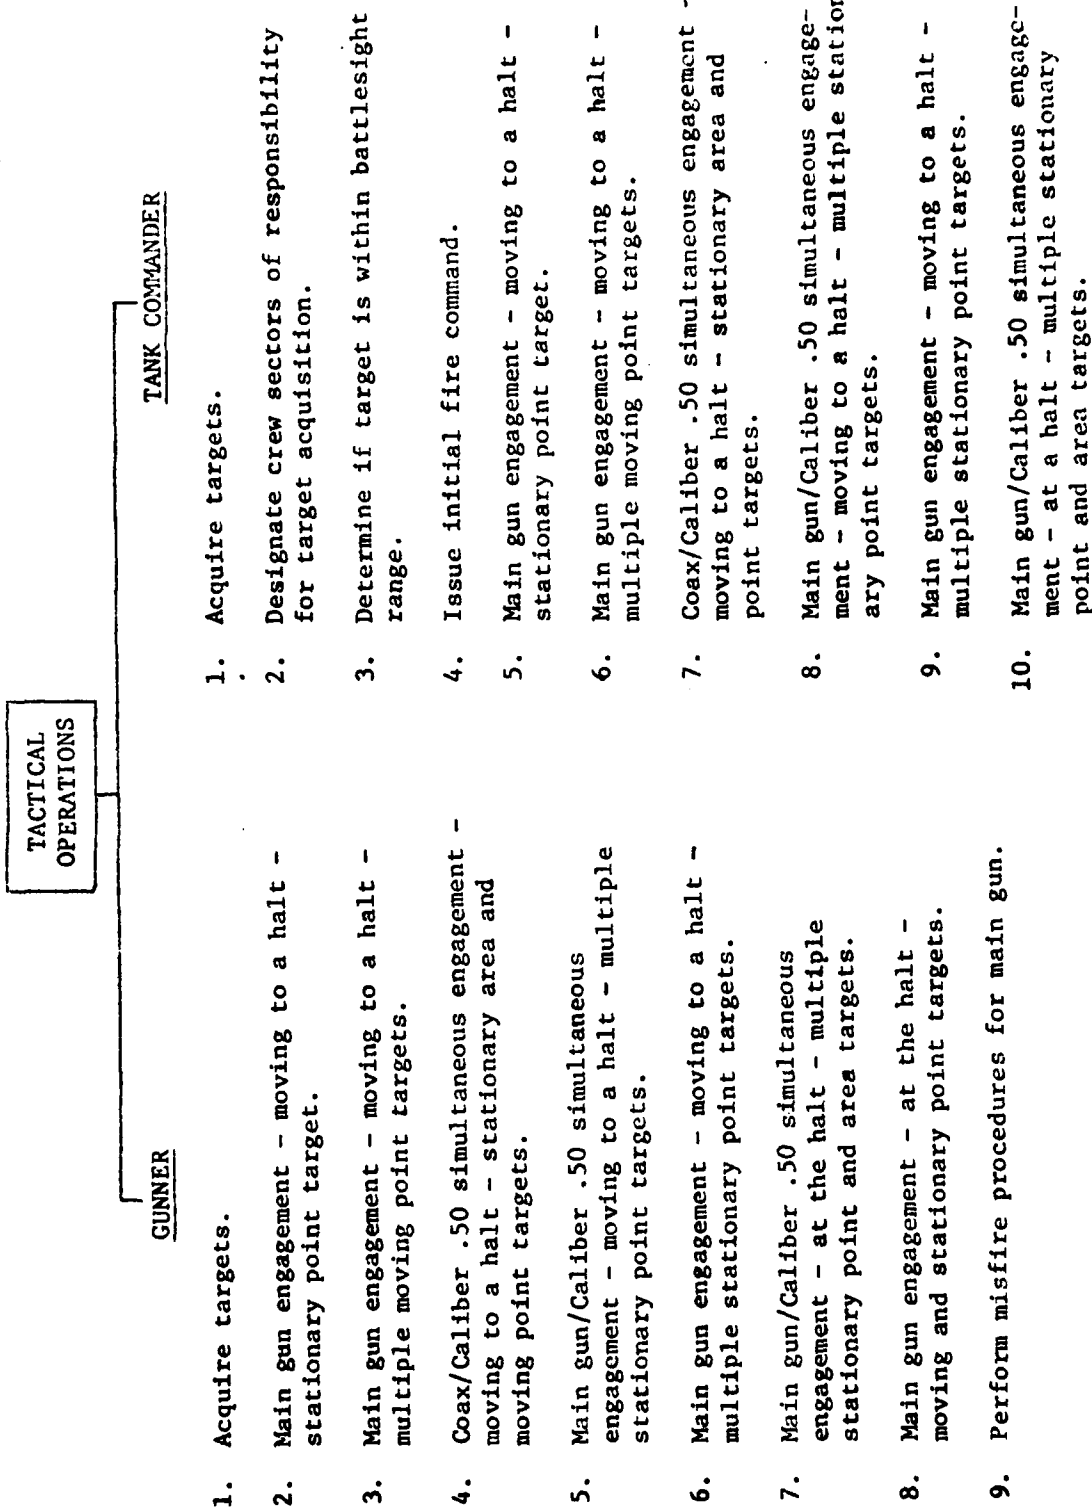 TACTICAL
OPERATIONS
GUNNER
1. Acquire targets.
2. Main gun engagement – moving to a halt –
stationary point target.
3. Main gun engagement – moving to a halt –
multiple moving point targets.
4. Coax/Caliber .50 simultaneous engagement –
moving to a halt – stationary area and
moving point targets.
5. Main gun/Caliber .50 simultaneous
engagement – moving to a halt – multiple
stationary point targets.
6. Main gun engagement – moving to a halt –
multiple stationary point targets.
7. Main gun/Caliber .50 simultaneous
engagement – at the halt – multiple
stationary point and area targets.
8. Main gun engagement – at the halt –
moving and stationary point targets.
9. Perform misfire procedures for main gun.
TANK COMMANDER
1. Acquire targets.
2. Designate crew sectors of responsibility
for target acquisition.
3. Determine if target is within battlesight
range.
4. Issue initial fire command.
5. Main gun engagement – moving to a halt –
stationary point target.
6. Main gun engagement – moving to a halt –
multiple moving point targets.
7. Coax/Caliber .50 simultaneous engagement –
moving to a halt – stationary area and
point targets.
8. Main gun/Caliber .50 simultaneous engage-
ment – moving to a halt – multiple station
ary point targets.
9. Main gun engagement – moving to a halt –
multiple stationary point targets.
10. Main gun/Caliber .50 simultaneous engage-
ment – at a halt – multiple stationary
point and area targets.